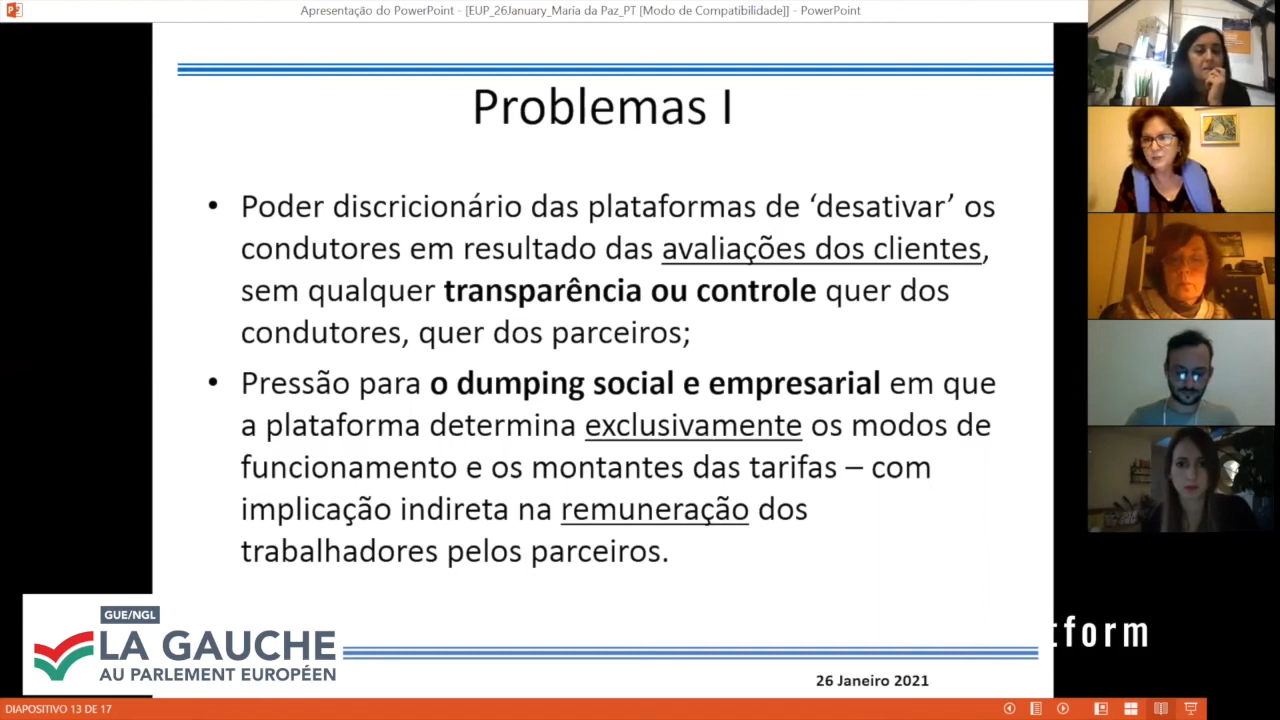 Apresentação do PowerPoint - [EUP_26January_Maria da Paz_PT [Modo de Compatibilidade]] - PowerPoint
Problemas I
• Poder discricionário das plataformas de ‘desativar’ os
condutores em resultado das avaliações dos clientes,
sem qualquer transparência ou controle quer dos
condutores, quer dos parceiros;
• Pressão para o dumping social e empresarial em que
a plataforma determina exclusivamente os modos de
funcionamento e os montantes das tarifas – com
implicação indireta na remuneração dos
trabalhadores pelos parceiros.
GUE/NGL
LA GAUCHE
AU PARLEMENT EUROPÉEN
tform
26 Janeiro 2021
DIAPOSITIVO 13 DE 17